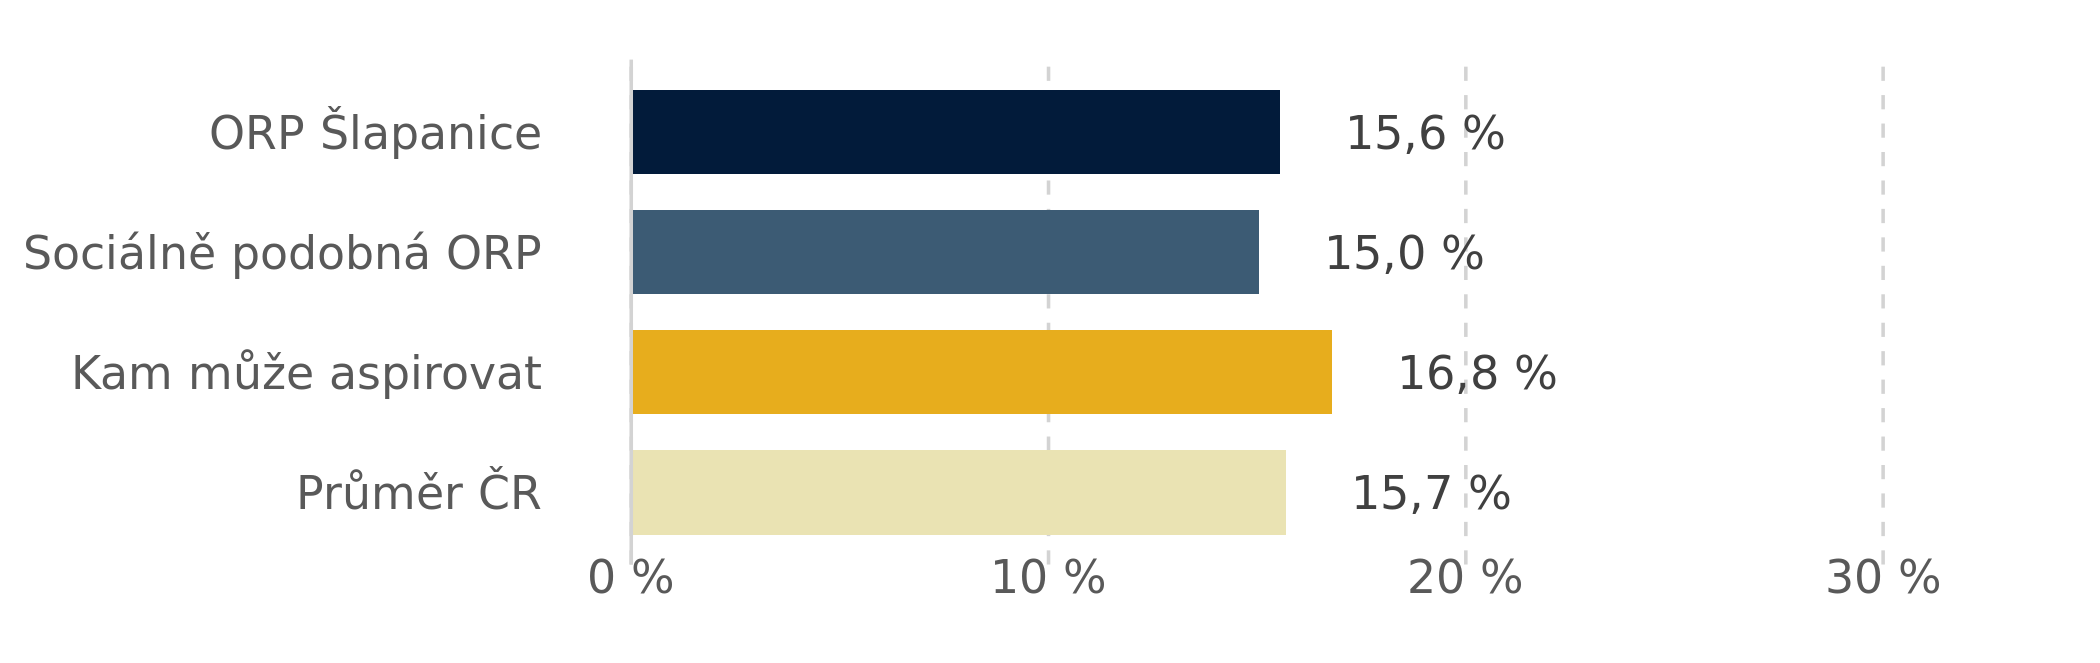 ORP Šlapanice 15,6 %
Sociálně podobná ORP 15,0 %
Kam může aspirovat 16,8 %
Průměr ČR 15,7 %
0 % 10 % 20 % 30 %